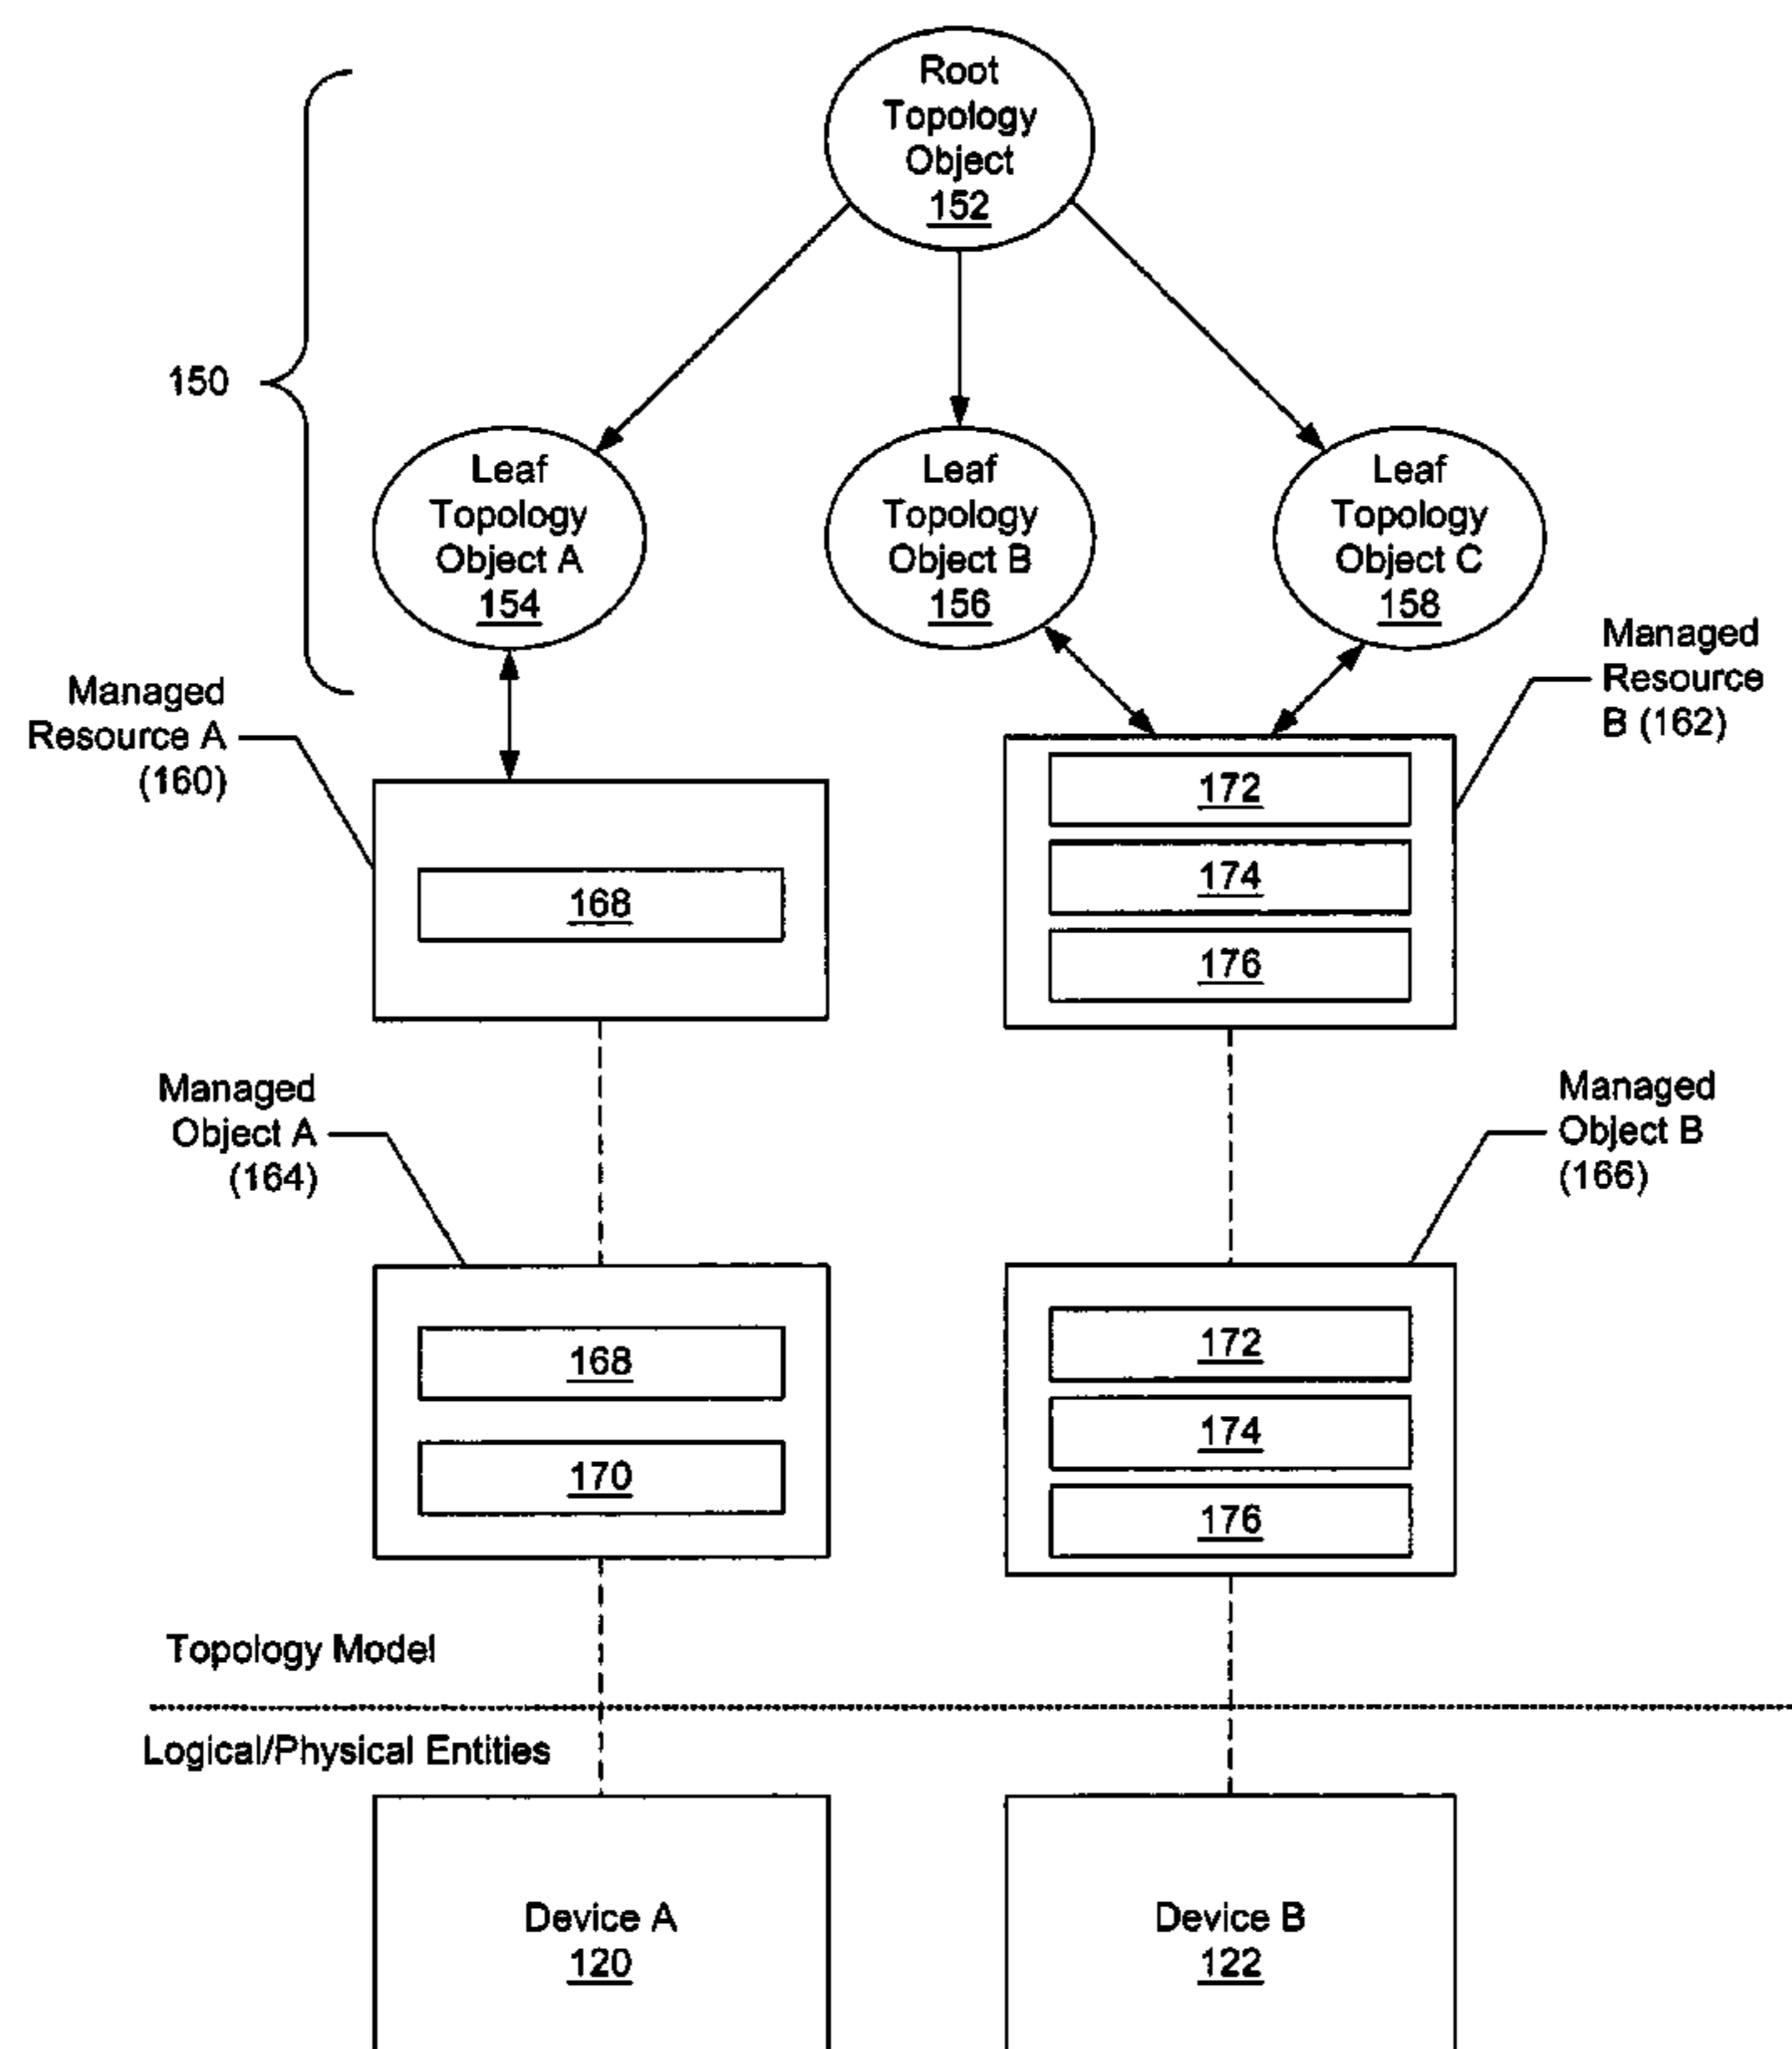 Root
Topology
Object
152
150
Leaf
Topology
Object A
154
Leaf
Topology
Object B
156
Leaf
Topology
Object C
158
Managed
Resource A
(160)
Managed
Resource
B (162)
168
172
174
176
Managed
Object A
(164)
Managed
Object B
(166)
168
170
172
174
176
Topology Model
Logical/Physical Entities
Device A
120
Device B
122